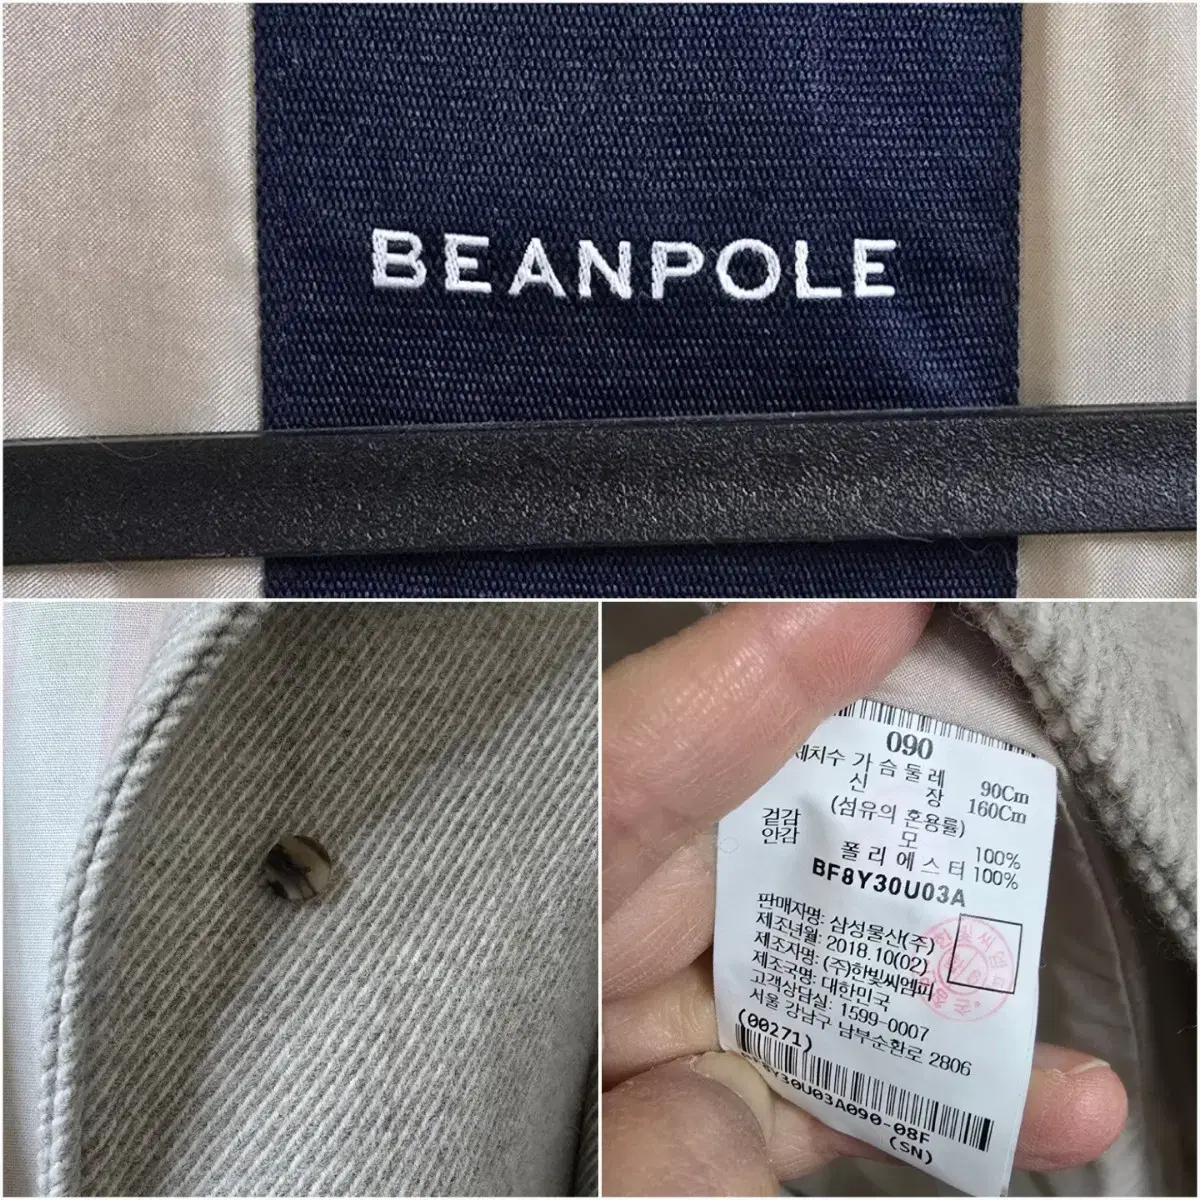 BEANPOLE
090
체치수 가슴둘레 90Cm
신 장 160Cm
(섬유의 혼용률)
겉감 모 100%
안감 폴리에스터 100%
BF8Y30U03A
판매자명: 삼성물산(주)
제조년월: 2018.10(02)
제조자명: (주)한빛씨엠피
제조국명: 대한민국
고객상담실: 1599-0007
서울 강남구 남부순환로 2806
(00271)
BF8Y30U03A090-08F
(SN)